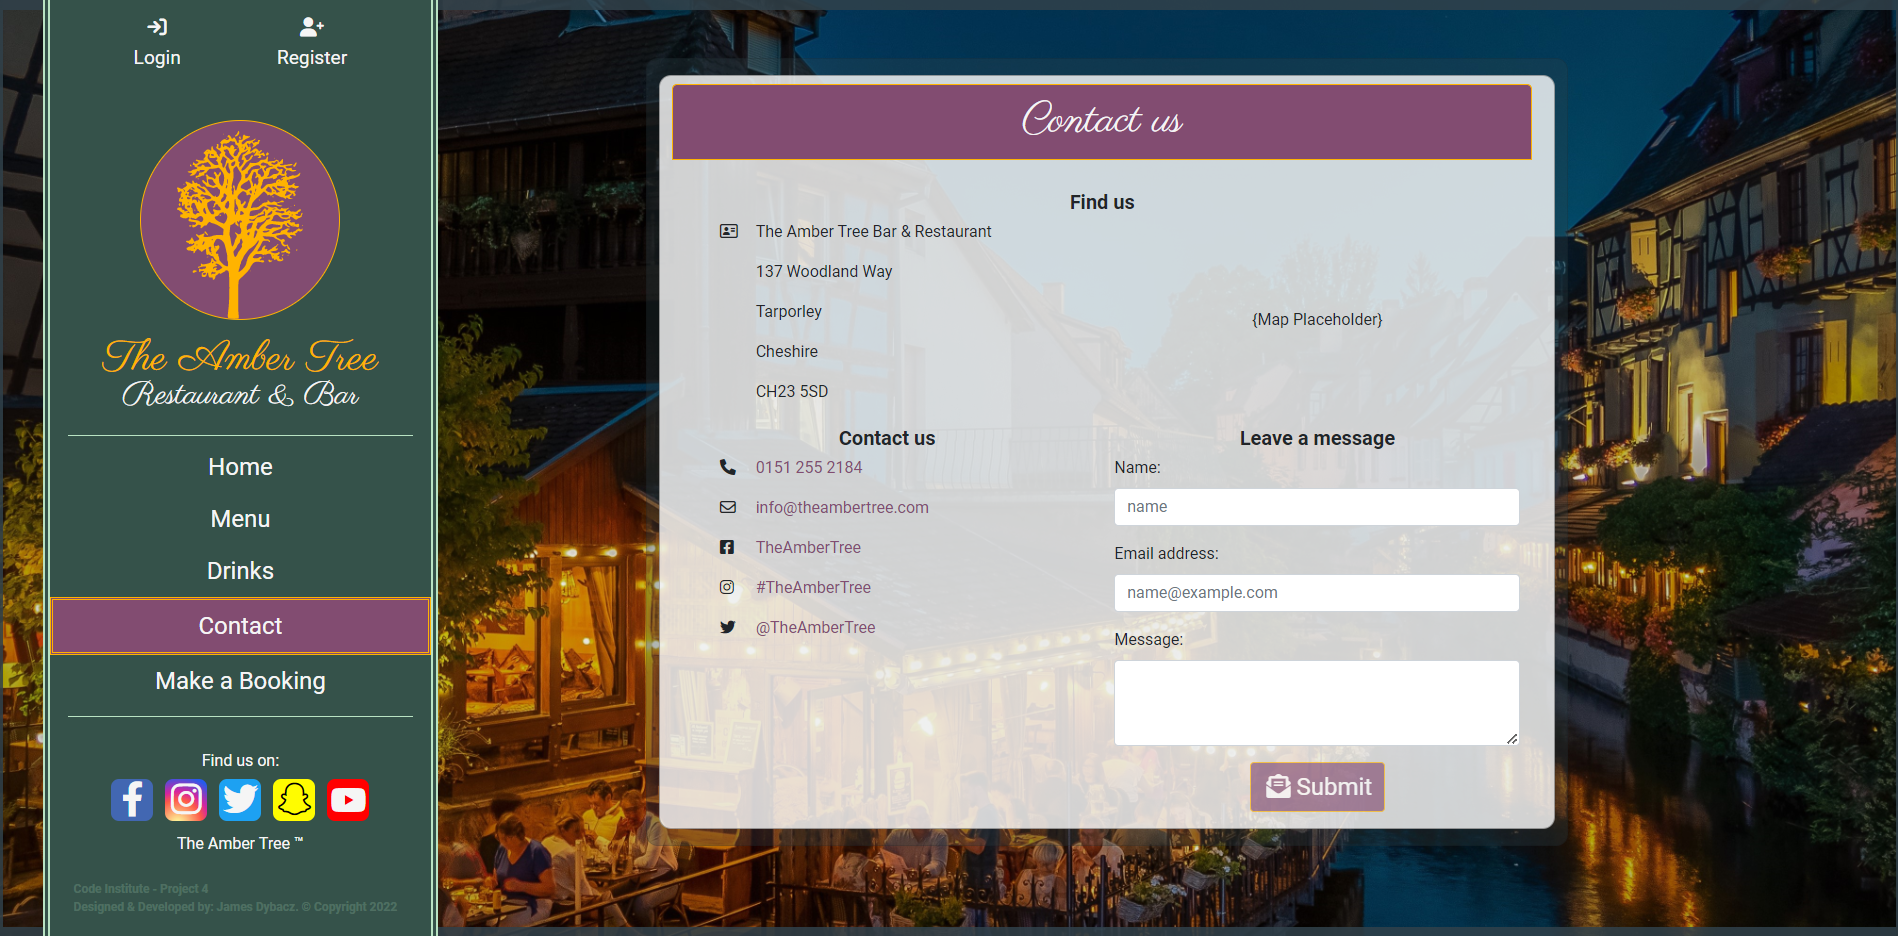 Login
Register
The Amber Tree
Restaurant & Bar
Home
Menu
Drinks
Contact
Make a Booking
Find us on:
The Amber Tree ™
Code Institute - Project 4
Designed & Developed by: James Dybacz. © Copyright 2022
Contact us
Find us
The Amber Tree Bar & Restaurant
137 Woodland Way
Tarporley
Cheshire
CH23 5SD
{Map Placeholder}
Contact us
0151 255 2184
info@theambertree.com
TheAmberTree
#TheAmberTree
@TheAmberTree
Leave a message
Name:
name
Email address:
name@example.com
Message:
Submit